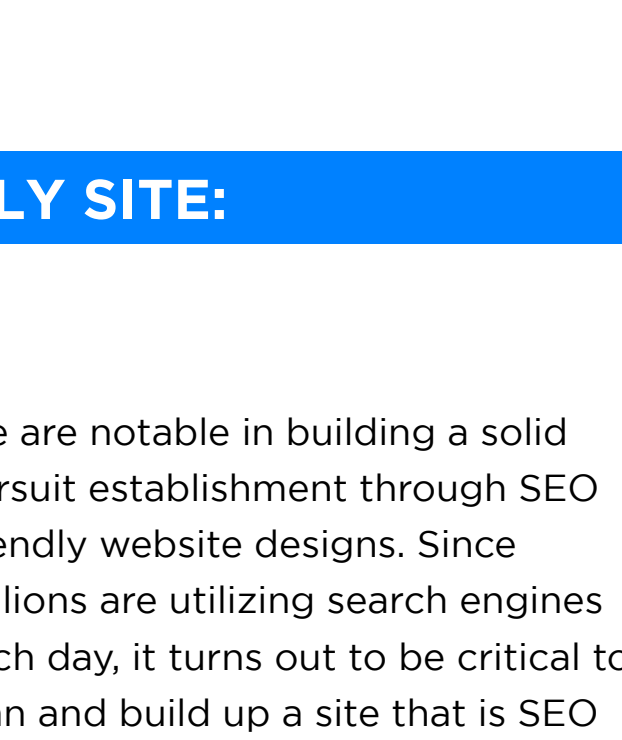 LY SITE:
e are notable in building a solid
rsuit establishment through SEO
endly website designs. Since
lions are utilizing search engines
ch day, it turns out to be critical to
n and build up a site that is SEO